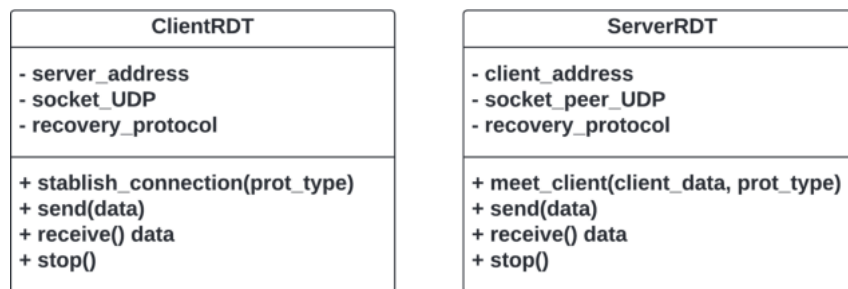 ClientRDT
- server_address
- socket_UDP
- recovery_protocol
+ stablish_connection(prot_type)
+ send(data)
+ receive() data
+ stop()
ServerRDT
- client_address
- socket_peer_UDP
- recovery_protocol
+ meet_client(client_data, prot_type)
+ send(data)
+ receive() data
+ stop()